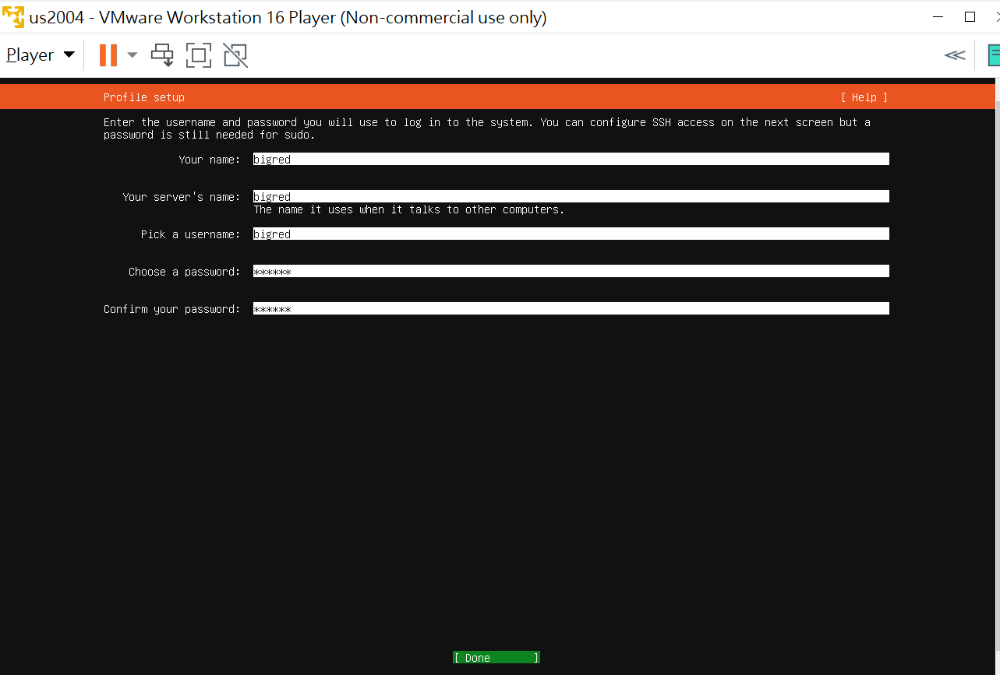 us2004 - VMware Workstation 16 Player (Non-commercial use only)
Player
Profile setup [ Help ]
Enter the username and password you will use to log in to the system. You can configure SSH access on the next screen but a
password is still needed for sudo.
Your name: bigred
Your server's name: bigred
The name it uses when it talks to other computers.
Pick a username: bigred
Choose a password: ******
Confirm your password: ******
[ Done ]